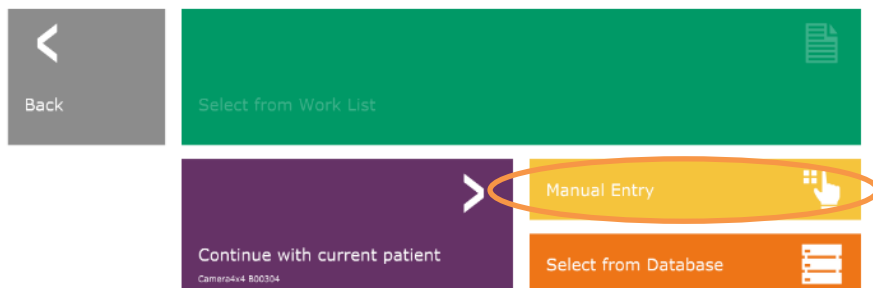 Back
Select from Work List
Manual Entry
Continue with current patient
Camera4x4 B00304
Select from Database